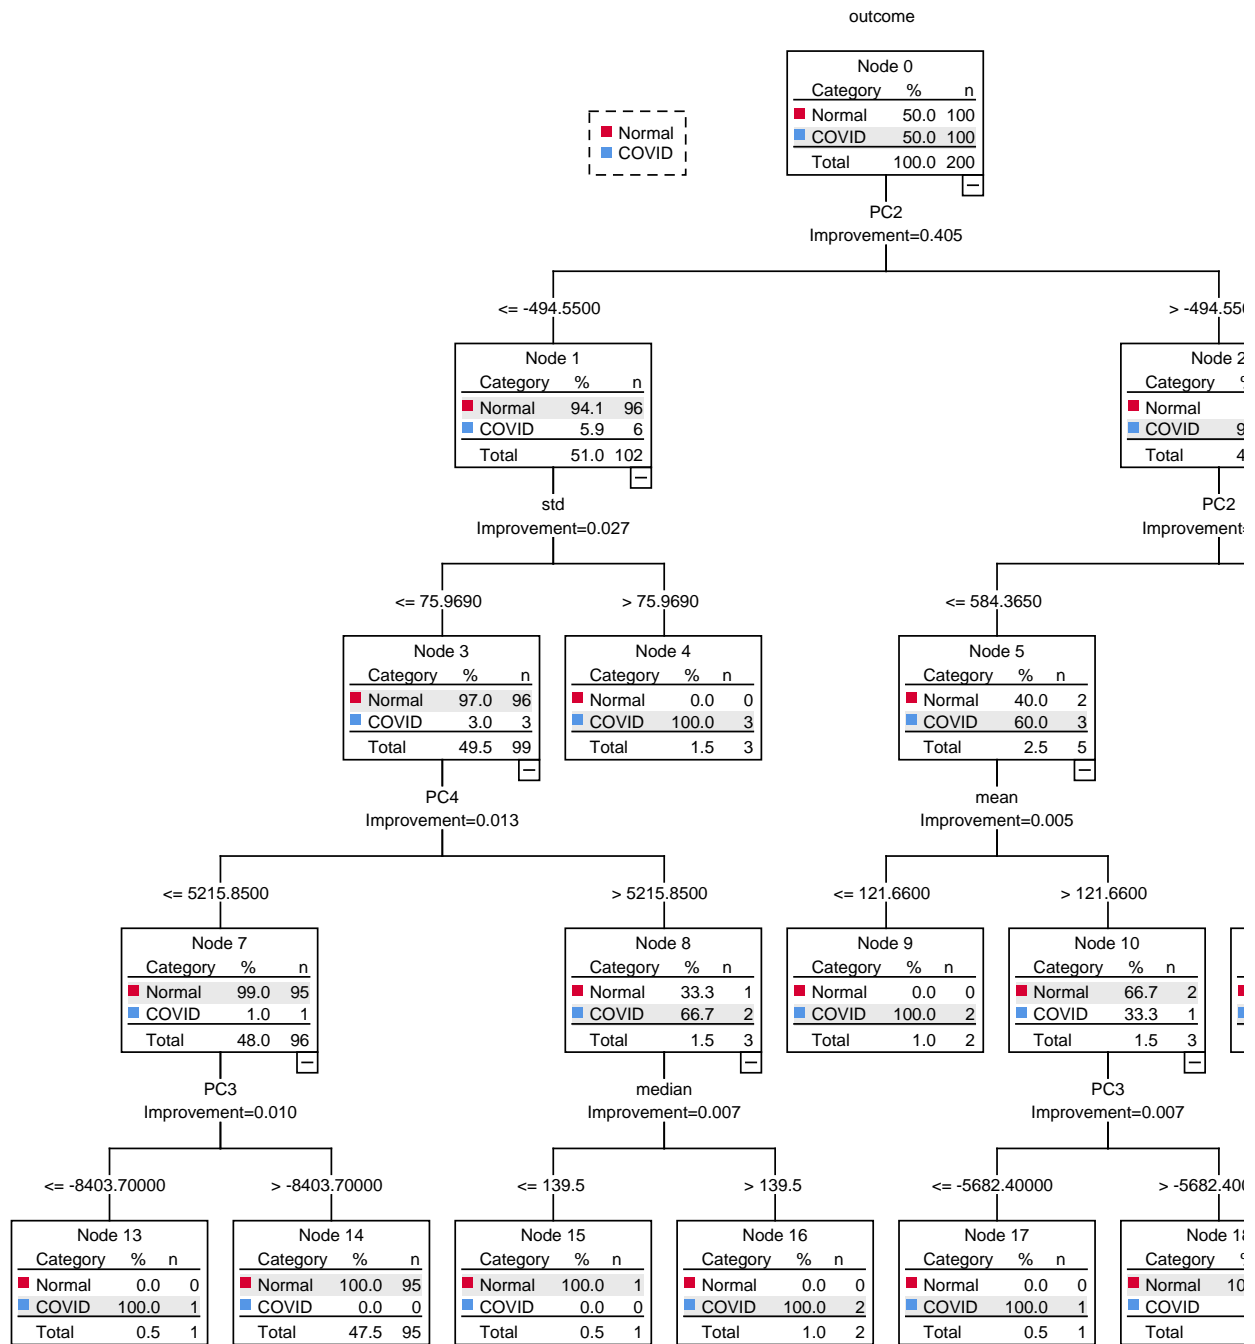 outcome
Node 0
Category % n
Normal 50.0 100
COVID 50.0 100
Total 100.0 200
Normal
COVID
PC2
Improvement=0.405
<= -494.5500
> -494.55
Node 1
Category % n
Normal 94.1 96
COVID 5.9 6
Total 51.0 102
Node 2
Category
Normal
COVID 9
Total 4
std
Improvement=0.027
PC2
Improvement=
<= 75.9690
> 75.9690
<= 584.3650
Node 3
Category % n
Normal 97.0 96
COVID 3.0 3
Total 49.5 99
Node 4
Category % n
Normal 0.0 0
COVID 100.0 3
Total 1.5 3
Node 5
Category % n
Normal 40.0 2
COVID 60.0 3
Total 2.5 5
PC4
Improvement=0.013
mean
Improvement=0.005
<= 5215.8500
> 5215.8500
<= 121.6600
> 121.6600
Node 7
Category % n
Normal 99.0 95
COVID 1.0 1
Total 48.0 96
Node 8
Category % n
Normal 33.3 1
COVID 66.7 2
Total 1.5 3
Node 9
Category % n
Normal 0.0 0
COVID 100.0 2
Total 1.0 2
Node 10
Category % n
Normal 66.7 2
COVID 33.3 1
Total 1.5 3
PC3
Improvement=0.010
median
Improvement=0.007
PC3
Improvement=0.007
<= -8403.70000
> -8403.70000
<= 139.5
> 139.5
<= -5682.40000
> -5682.40
Node 13
Category % n
Normal 0.0 0
COVID 100.0 1
Total 0.5 1
Node 14
Category % n
Normal 100.0 95
COVID 0.0 0
Total 47.5 95
Node 15
Category % n
Normal 100.0 1
COVID 0.0 0
Total 0.5 1
Node 16
Category % n
Normal 0.0 0
COVID 100.0 2
Total 1.0 2
Node 17
Category % n
Normal 0.0 0
COVID 100.0 1
Total 0.5 1
Node 18
Category
Normal 10
COVID
Total